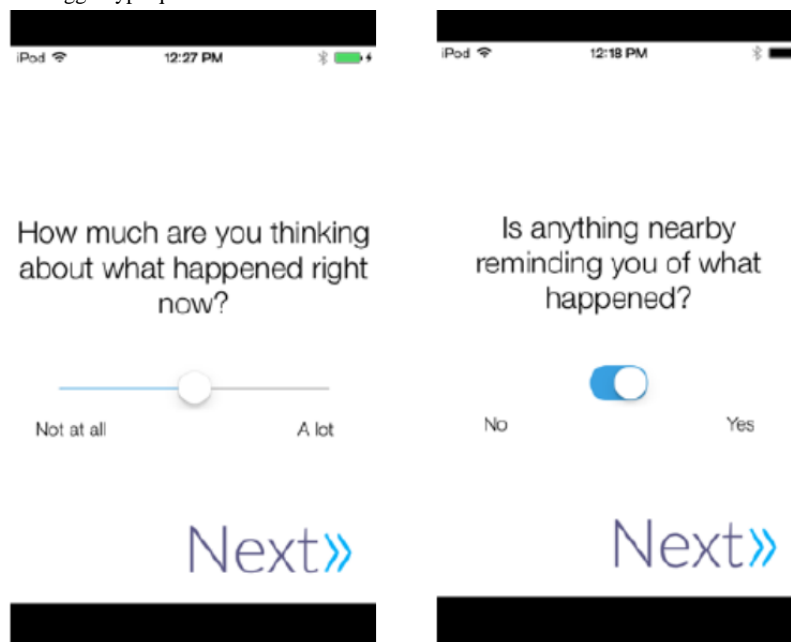 iPod 12:27 PM
How much are you thinking
about what happened right
now?
Not at all A lot
Next»
iPod 12:18 PM
Is anything nearby
reminding you of what
happened?
No Yes
Next»